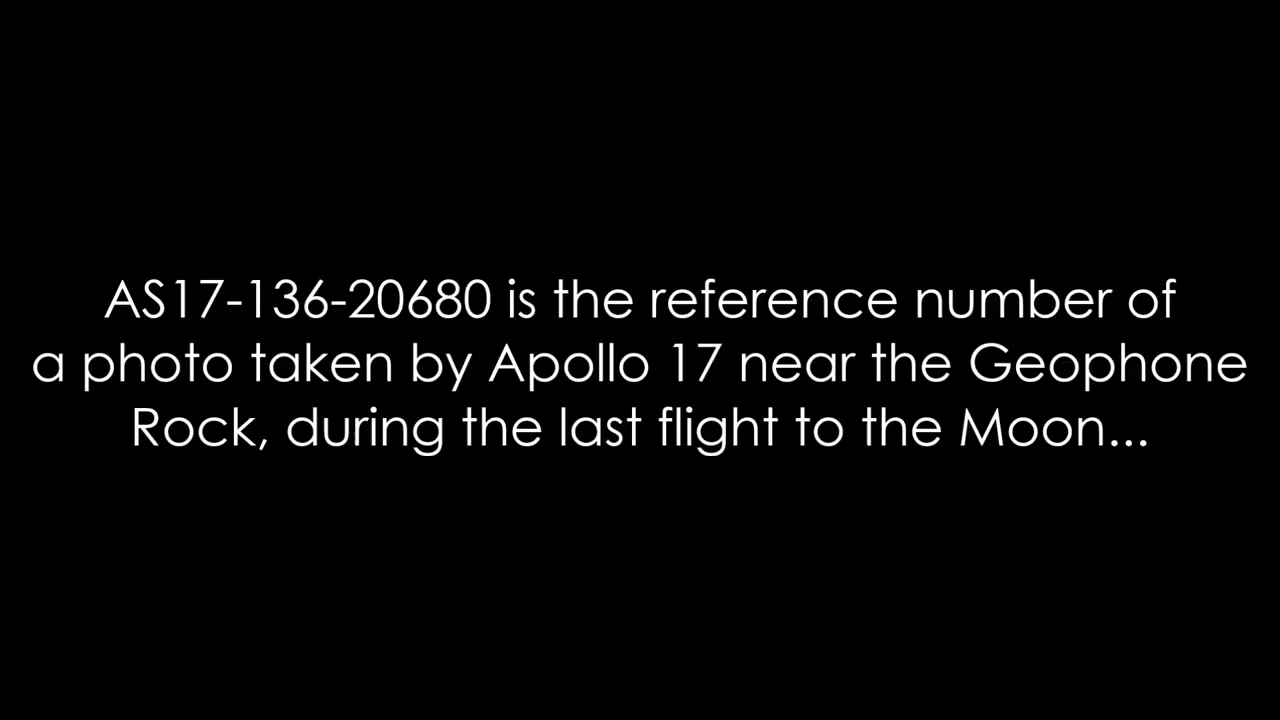 AS17-136-20680 is the reference number of
a photo taken by Apollo 17 near the Geophone
Rock, during the last flight to the Moon...